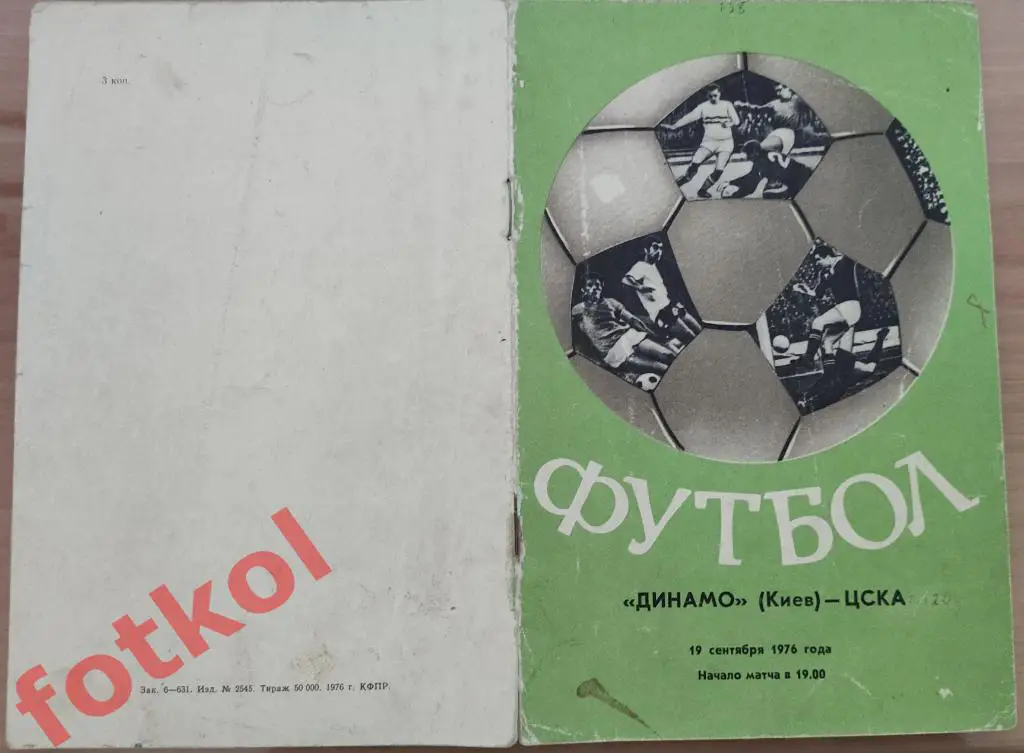 3 коп.
Зак. 6—631. Изд. № 2545. Тираж 50 000. 1976 г. КФПР.
fotkol
ФУТБОЛ
«ДИНАМО» (Киев) — ЦСКА
19 сентября 1976 года
Начало матча в 19.00